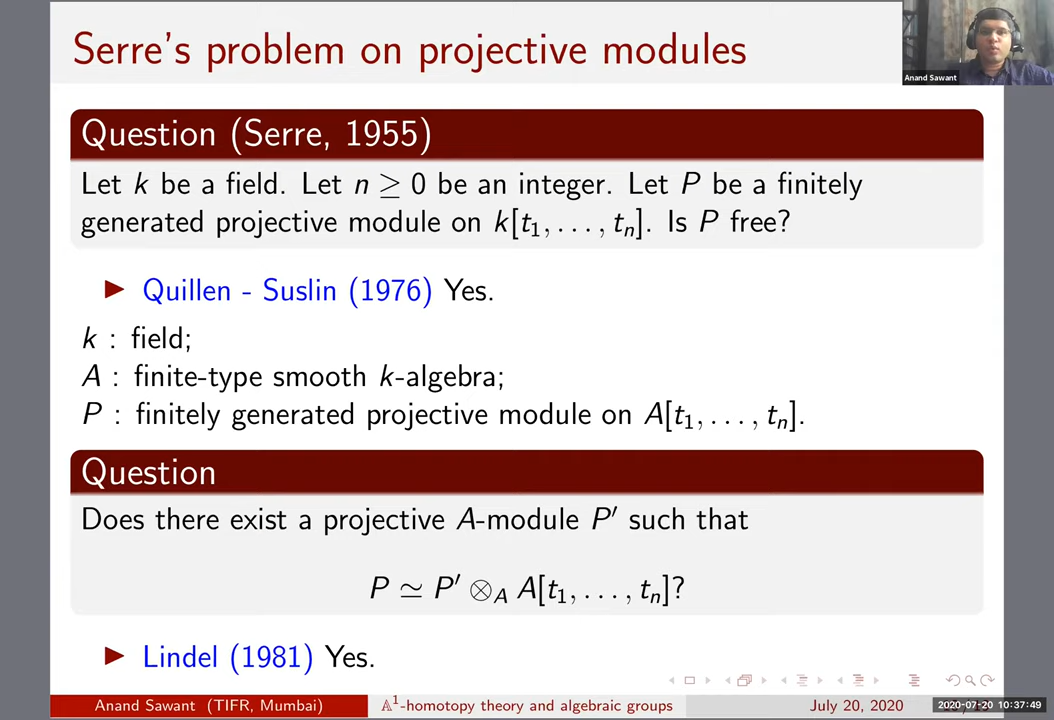 Serre's problem on projective modules
Anand Sawant
Question (Serre, 1955)
Let k be a field. Let n ≥ 0 be an integer. Let P be a finitely
generated projective module on k[t₁, . . . , tₙ]. Is P free?
▶ Quillen - Suslin (1976) Yes.
k : field;
A : finite-type smooth k-algebra;
P : finitely generated projective module on A[t₁, . . . , tₙ].
Question
Does there exist a projective A-module P′ such that
P ≃ P′ ⊗_A A[t₁, . . . , tₙ]?
▶ Lindel (1981) Yes.
Anand Sawant (TIFR, Mumbai) 𝔸¹-homotopy theory and algebraic groups July 20, 2020 2020-07-20 10:37:49